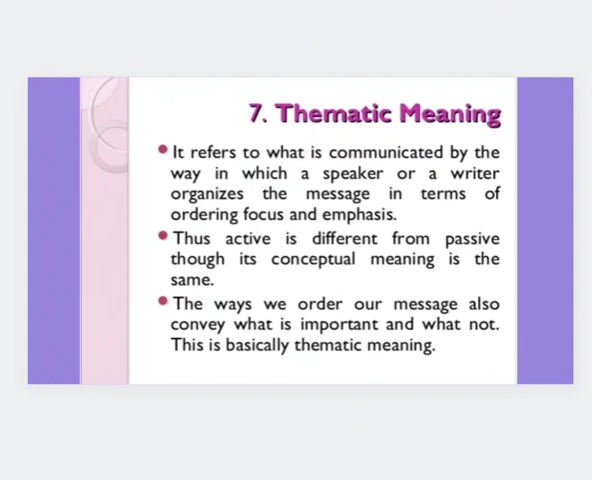 7. Thematic Meaning
It refers to what is communicated by the
way in which a speaker or a writer
organizes the message in terms of
ordering focus and emphasis.
Thus active is different from passive
though its conceptual meaning is the
same.
The ways we order our message also
convey what is important and what not.
This is basically thematic meaning.